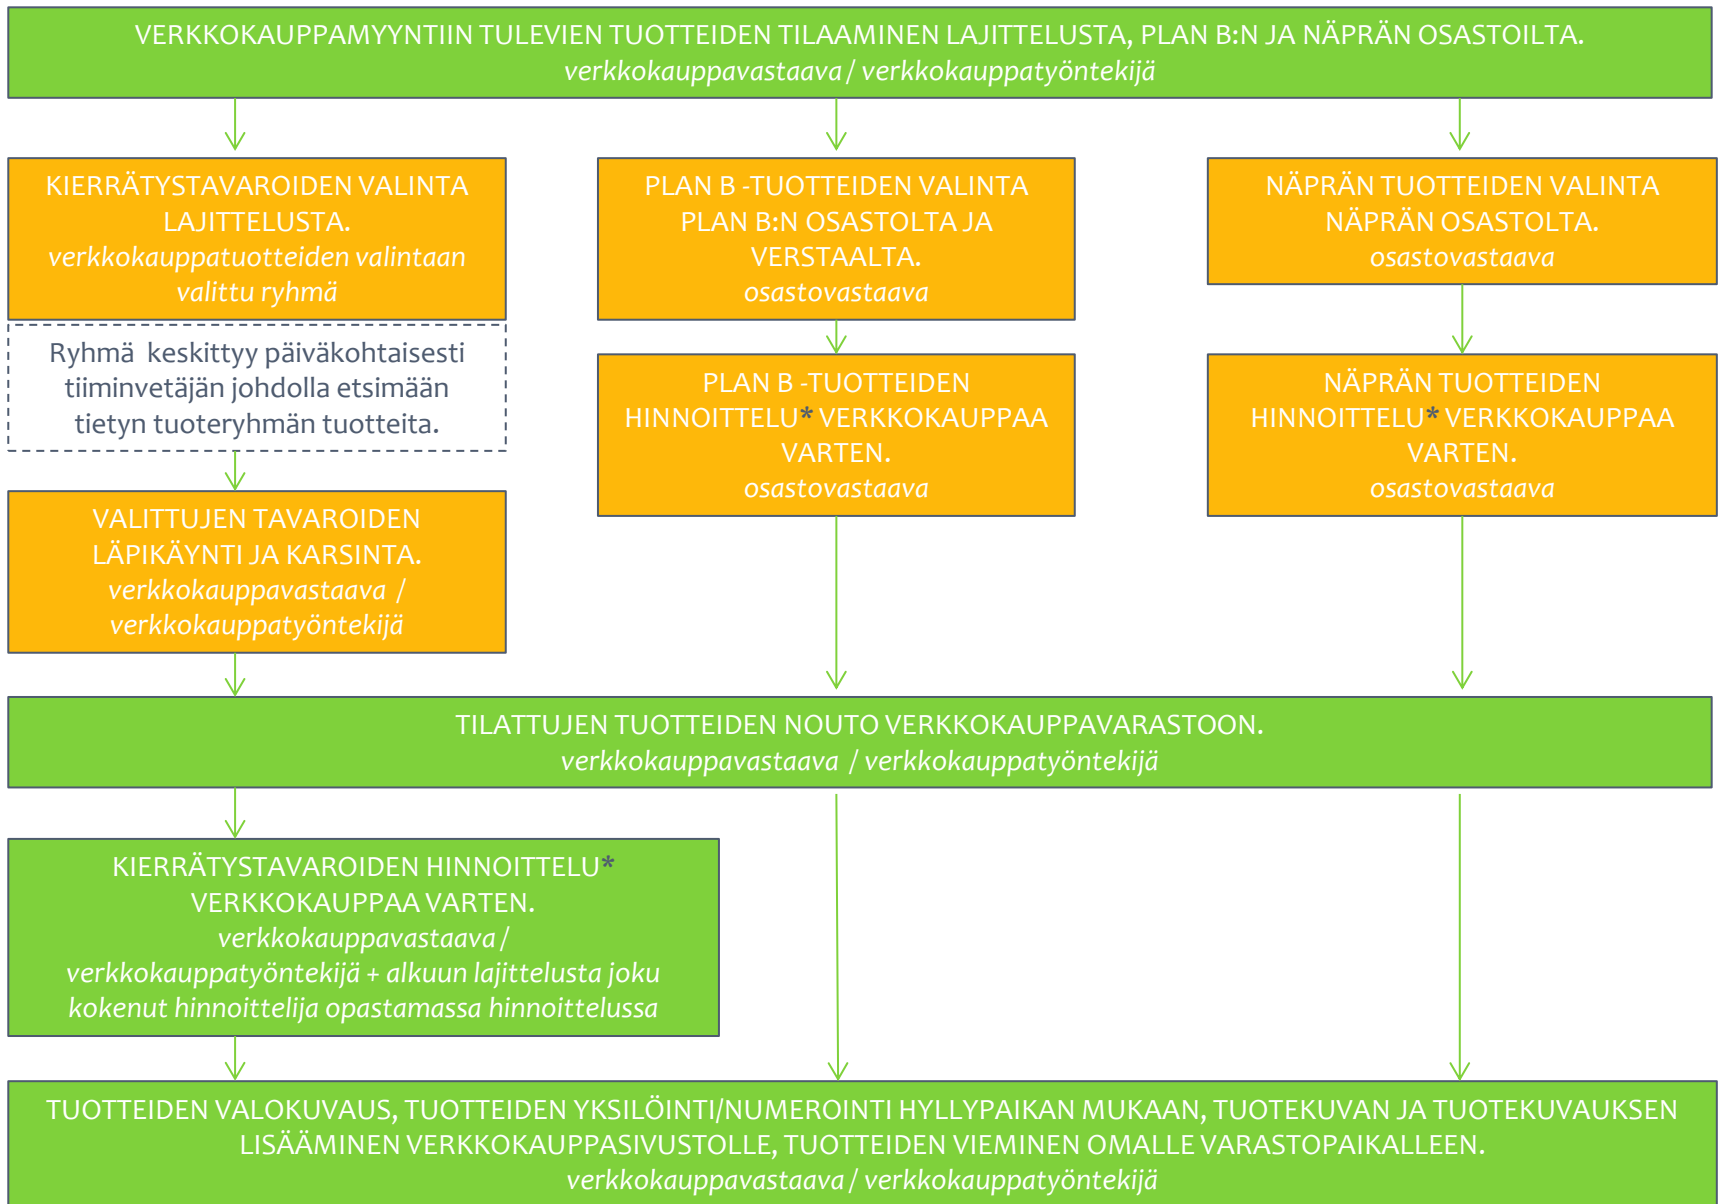 VERKKOKAUPPAMYYNTIIN TULEVIEN TUOTTEIDEN TILAAMINEN LAJITTELUSTA, PLAN B:N JA NÄPRÄN OSASTOILTA.
verkkokauppavastaava / verkkokauppatyöntekijä
KIERRÄTYSTAVAROIDEN VALINTA
LAJITTELUSTA.
verkkokauppatuotteiden valintaan
valittu ryhmä
Ryhmä keskittyy päiväkohtaisesti
tiiminvetäjän johdolla etsimään
tietyn tuoteryhmän tuotteita.
VALITTUJEN TAVAROIDEN
LÄPIKÄYNTI JA KARSINTA.
verkkokauppavastaava /
verkkokauppatyöntekijä
PLAN B -TUOTTEIDEN VALINTA
PLAN B:N OSASTOLTA JA
VERSTAALTA.
osastovastaava
PLAN B -TUOTTEIDEN
HINNOITTELU* VERKKOKAUPPAA
VARTEN.
osastovastaava
NÄPRÄN TUOTTEIDEN VALINTA
NÄPRÄN OSASTOLTA.
osastovastaava
NÄPRÄN TUOTTEIDEN
HINNOITTELU* VERKKOKAUPPAA
VARTEN.
osastovastaava
TILATTUJEN TUOTTEIDEN NOUTO VERKKOKAUPPAVARASTOON.
verkkokauppavastaava / verkkokauppatyöntekijä
KIERRÄTYSTAVAROIDEN HINNOITTELU*
VERKKOKAUPPAA VARTEN.
verkkokauppavastaava /
verkkokauppatyöntekijä + alkuun lajittelusta joku
kokenut hinnoittelija opastamassa hinnoittelussa
TUOTTEIDEN VALOKUVAUS, TUOTTEIDEN YKSILÖINTI/NUMEROINTI HYLLYPAIKAN MUKAAN, TUOTEKUVAN JA TUOTEKUVAUKSEN
LISÄÄMINEN VERKKOKAUPPASIVUSTOLLE, TUOTTEIDEN VIEMINEN OMALLE VARASTOPAIKALLEEN.
verkkokauppavastaava / verkkokauppatyöntekijä